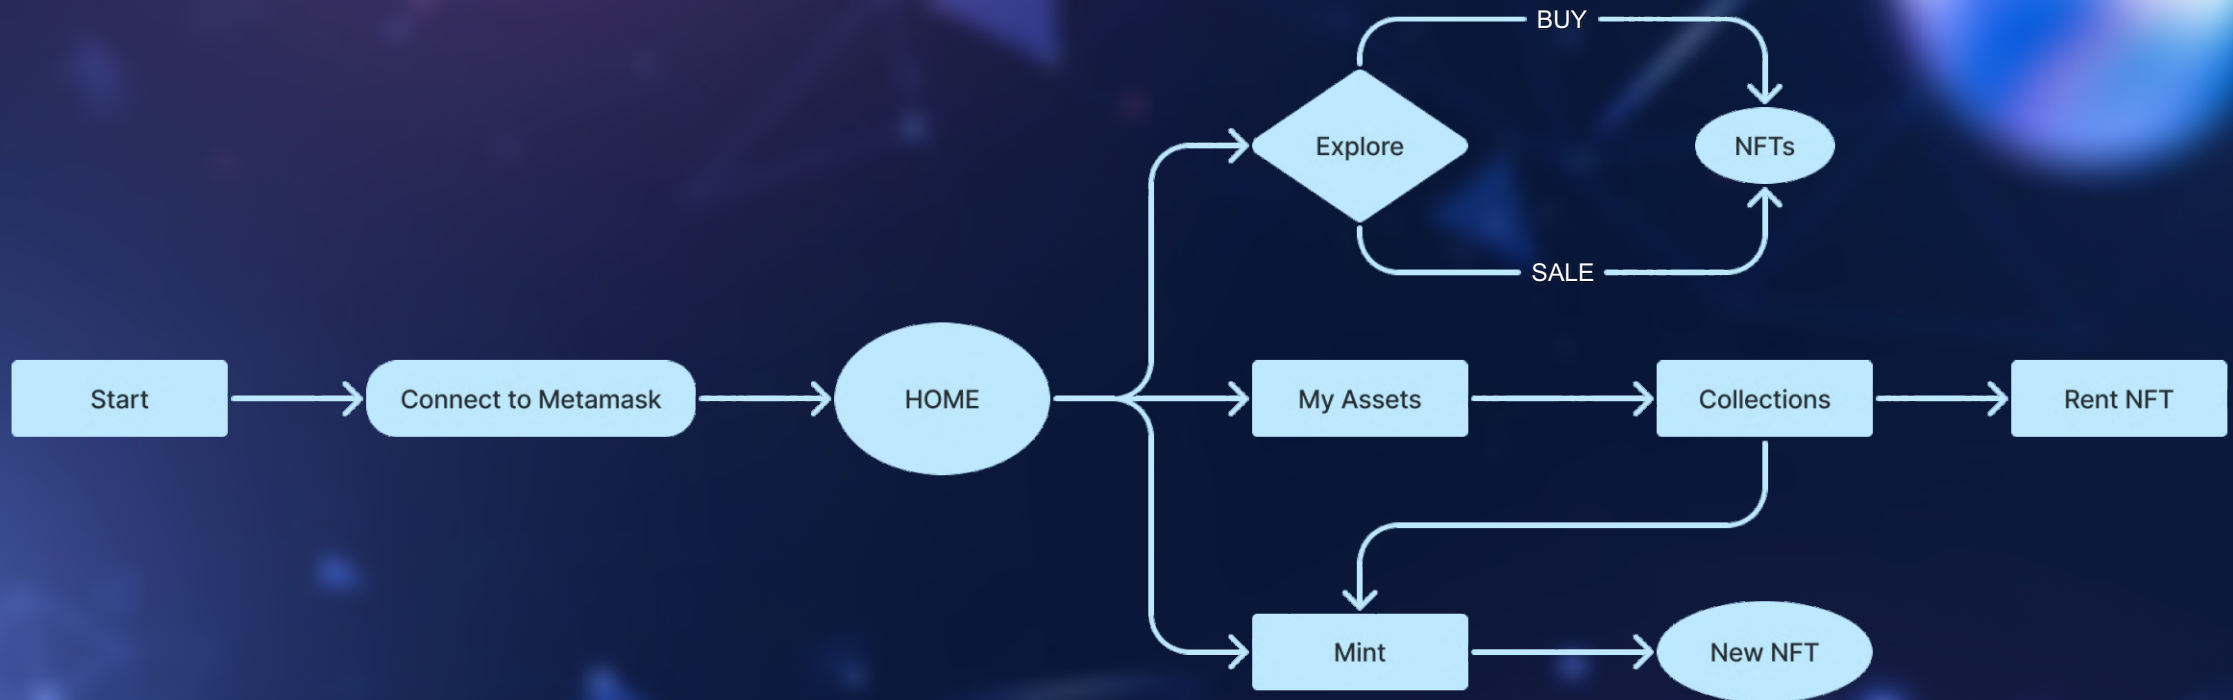 BUY
Explore
NFTs
SALE
Start
Connect to Metamask
HOME
My Assets
Collections
Rent NFT
Mint
New NFT